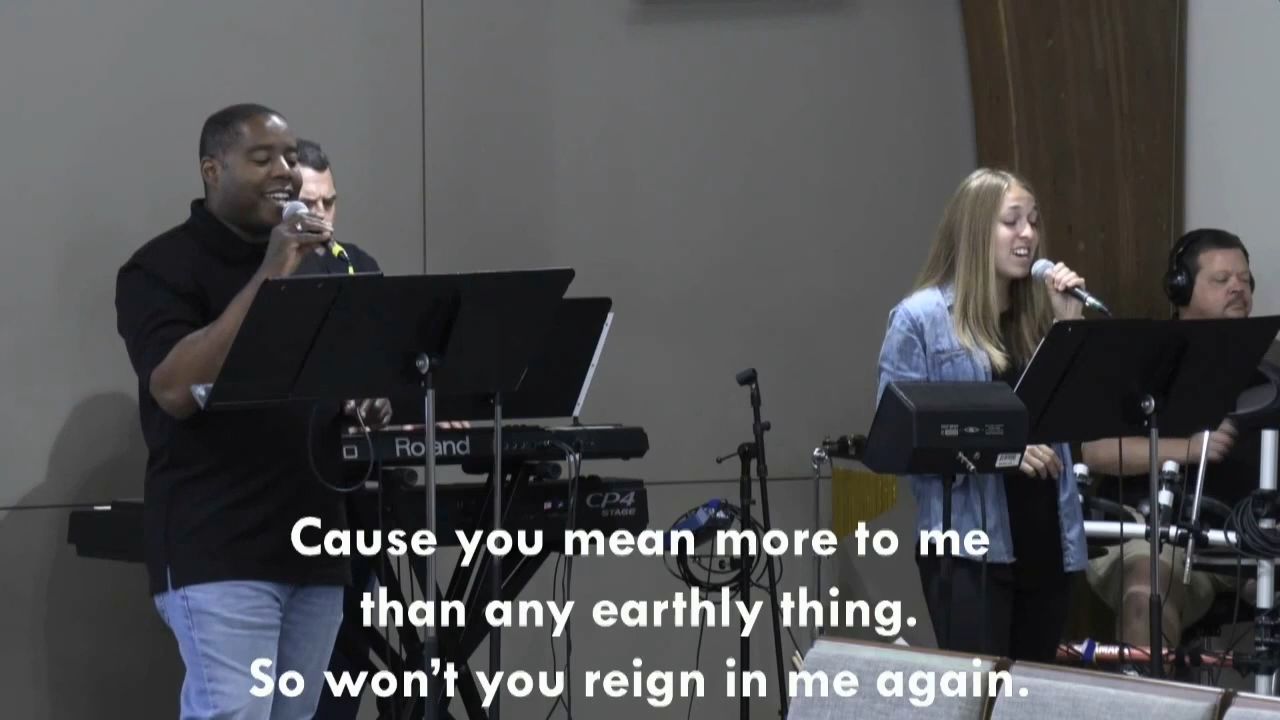 Roland
CP4
STAGE
Cause you mean more to me
than any earthly thing.
So won't you reign in me again.